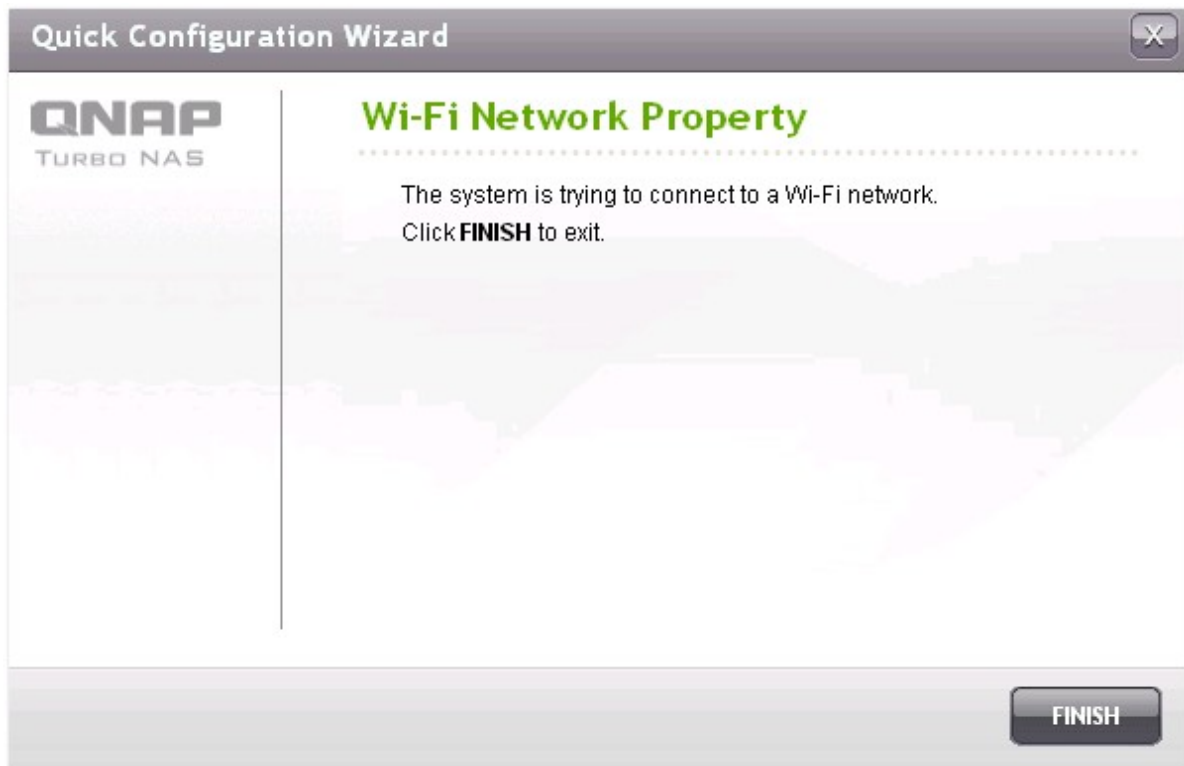 Quick Configuration Wizard
X
QNAP
TURBO NAS
Wi-Fi Network Property
The system is trying to connect to a Wi-Fi network.
Click FINISH to exit.
FINISH